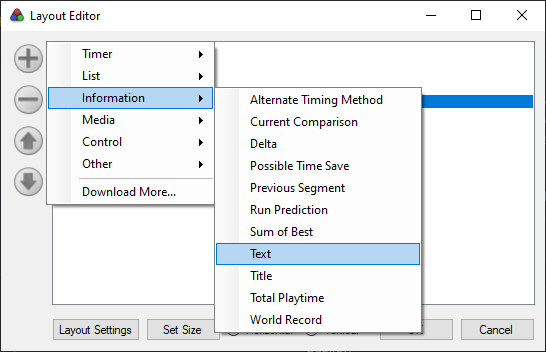 Layout Editor
Timer
List
Information
Media
Control
Other
Download More...
Alternate Timing Method
Current Comparison
Delta
Possible Time Save
Previous Segment
Run Prediction
Sum of Best
Text
Title
Total Playtime
World Record
Layout Settings
Set Size
Cancel